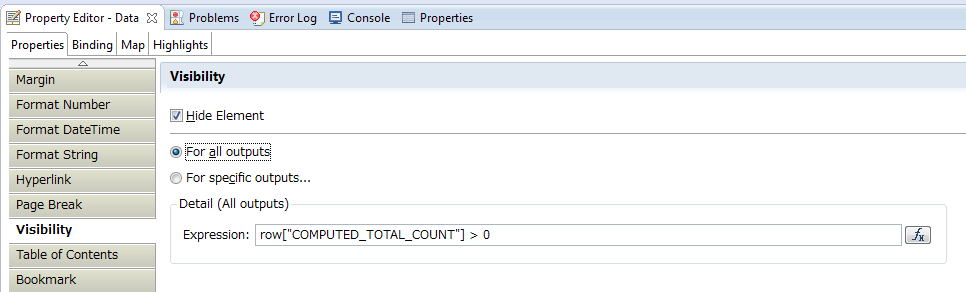 Property Editor - Data Problems Error Log Console Properties
Properties Binding Map Highlights
Margin
Format Number
Format DateTime
Format String
Hyperlink
Page Break
Visibility
Table of Contents
Bookmark
Visibility
Hide Element
For all outputs
For specific outputs...
Detail (All outputs)
Expression: row["COMPUTED_TOTAL_COUNT"] > 0 fx